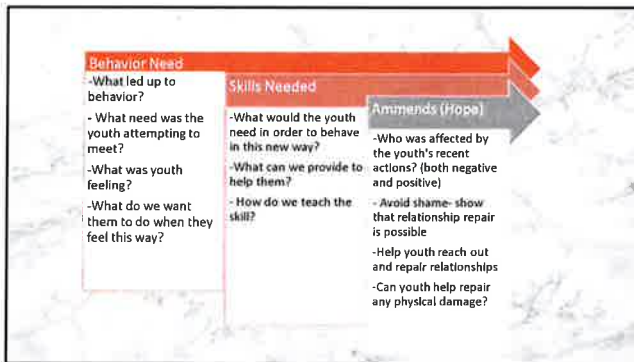 Behavior Need
-What led up to
behavior?
- What need was the
youth attempting to
meet?
-What was youth
feeling?
-What do we want
them to do when they
feel this way?
Skills Needed
-What would the youth
need in order to behave
in this new way?
-What can we provide to
help them?
- How do we teach the
skill?
Ammends (Hope)
-Who was affected by
the youth's recent
actions? (both negative
and positive)
- Avoid shame- show
that relationship repair
is possible
-Help youth reach out
and repair relationships
-Can youth help repair
any physical damage?